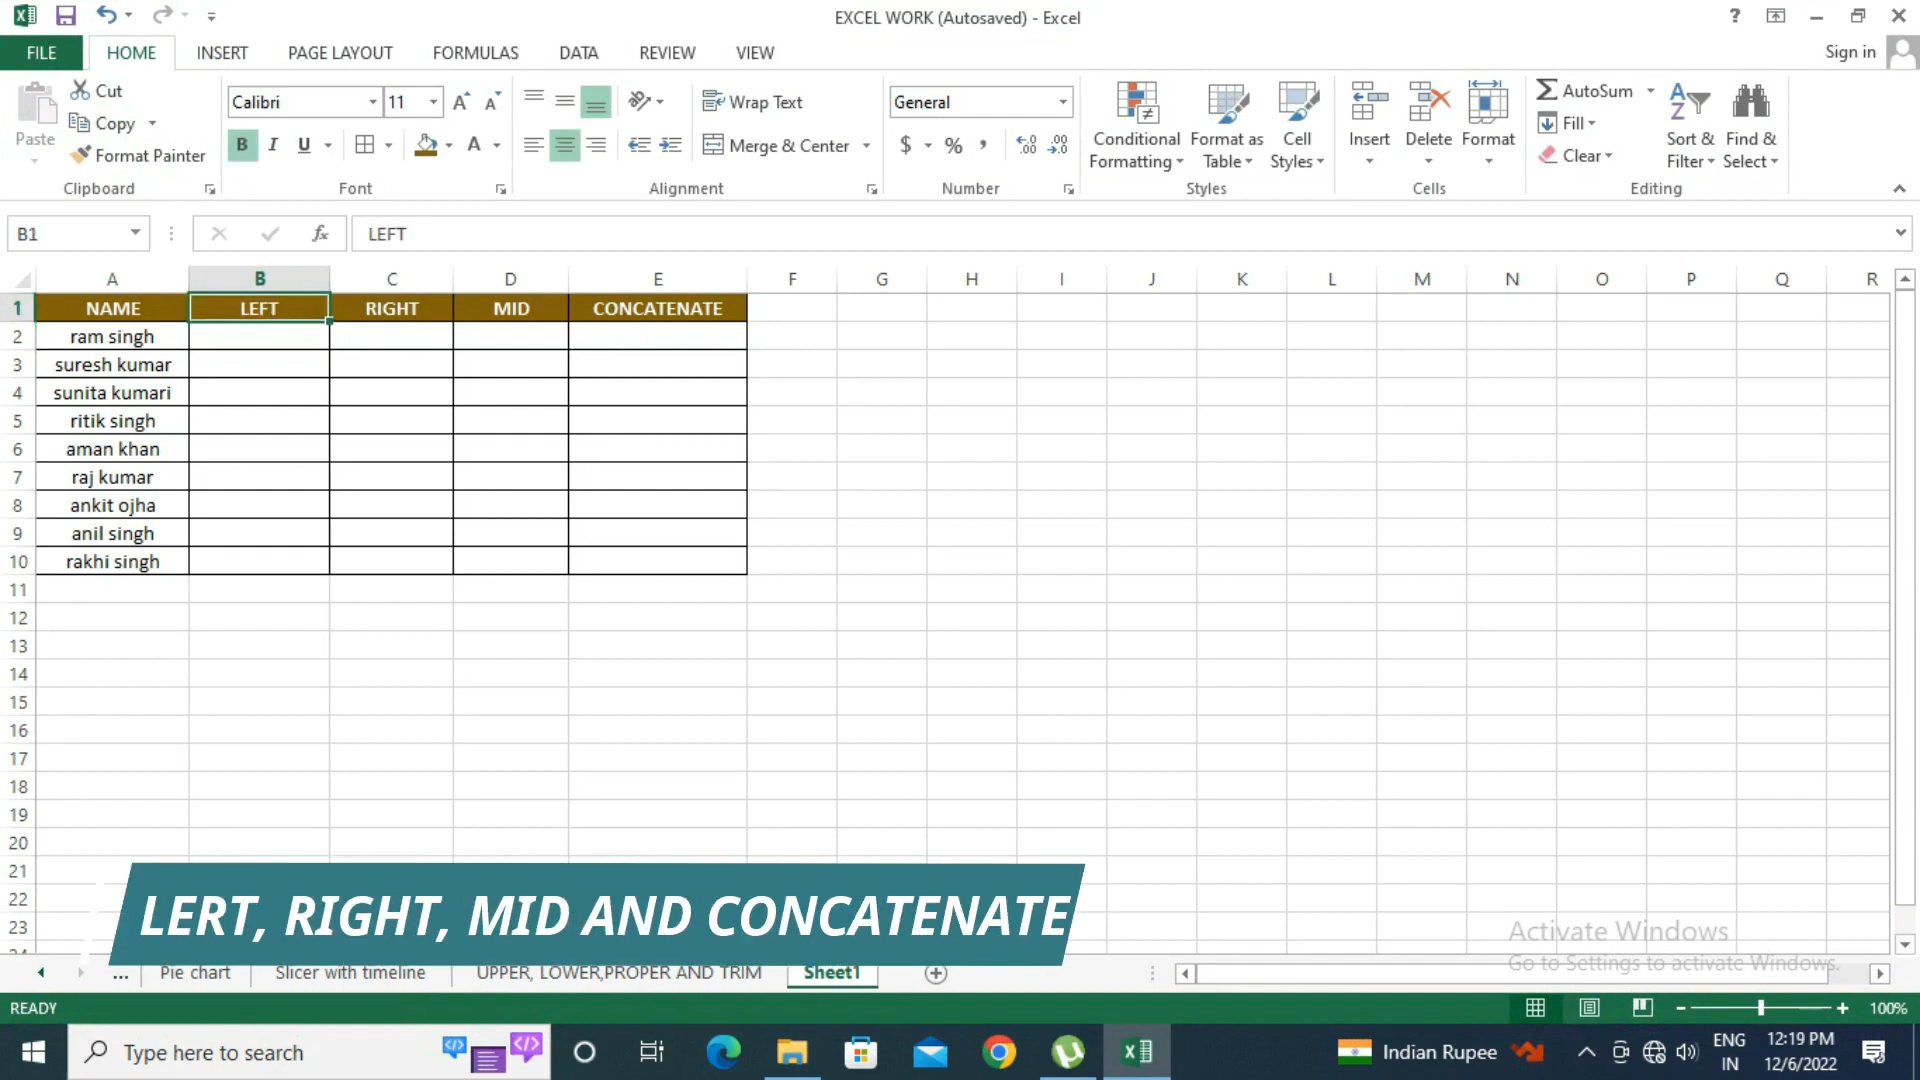 EXCEL WORK (Autosaved) - Excel
?
FILE HOME INSERT PAGE LAYOUT FORMULAS DATA REVIEW VIEW Sign in
Paste
Cut
Copy
Format Painter
Clipboard
Calibri 11
B I U A
Font
Wrap Text
Merge & Center
Alignment
General
$ % ,
Number
Conditional Formatting
Format as Table
Cell Styles
Styles
Insert Delete Format
Cells
AutoSum
Fill
Clear
Sort & Filter
Find & Select
Editing
B1 fx LEFT
A B C D E F G H I J K L M N O P Q R
1 NAME LEFT RIGHT MID CONCATENATE
2 ram singh
3 suresh kumar
4 sunita kumari
5 ritik singh
6 aman khan
7 raj kumar
8 ankit ojha
9 anil singh
10 rakhi singh
11
12
13
14
15
16
17
18
19
20
21
22
23
LERT, RIGHT, MID AND CONCATENATE
Activate Windows
Go to Settings to activate Windows.
... Pie chart Slicer with timeline UPPER, LOWER,PROPER AND TRIM Sheet1
READY 100%
Type here to search Indian Rupee ENG 12:19 PM
IN 12/6/2022